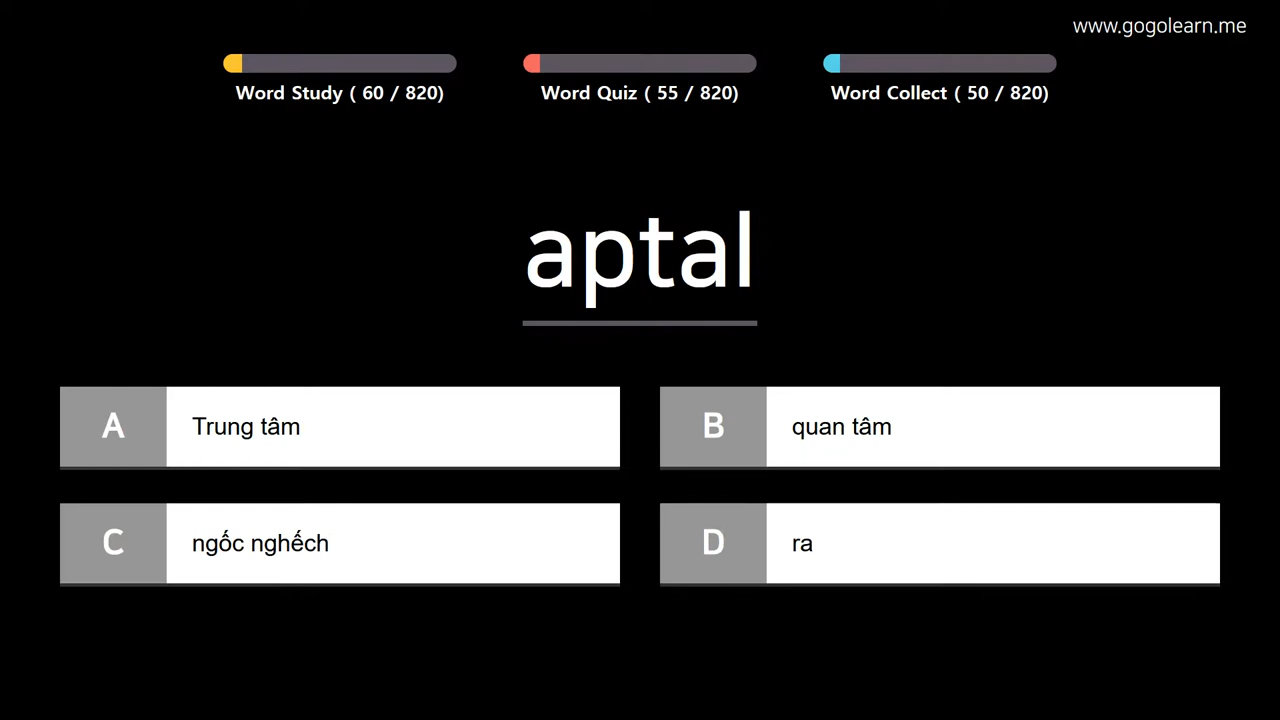 www.gogolearn.me
Word Study ( 60 / 820)
Word Quiz ( 55 / 820)
Word Collect ( 50 / 820)
aptal
A Trung tâm
B quan tâm
C ngốc nghếch
D ra